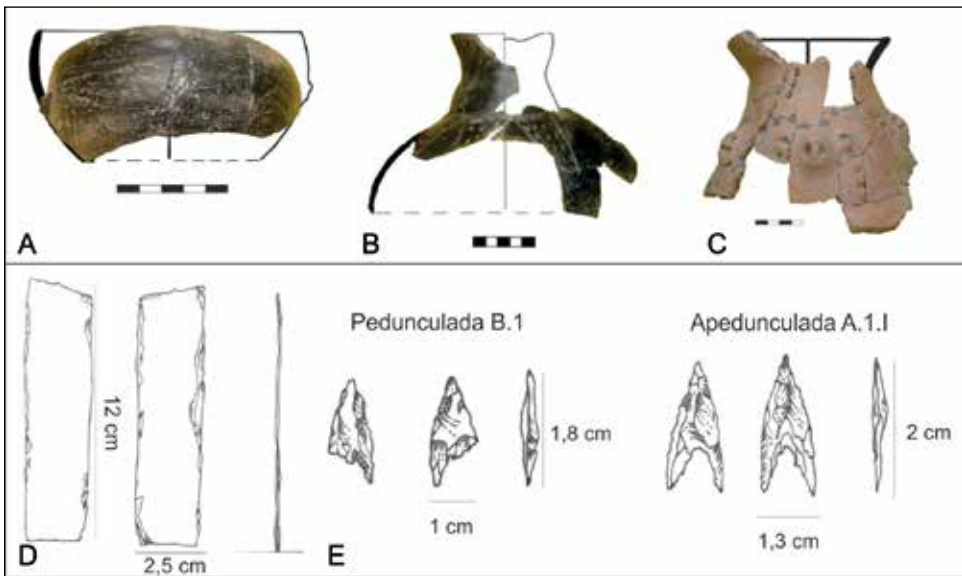 A
B
C
Pedunculada B.1
Apedunculada A.1.I
12 cm
1,8 cm
2 cm
1 cm
1,3 cm
D
2,5 cm
E